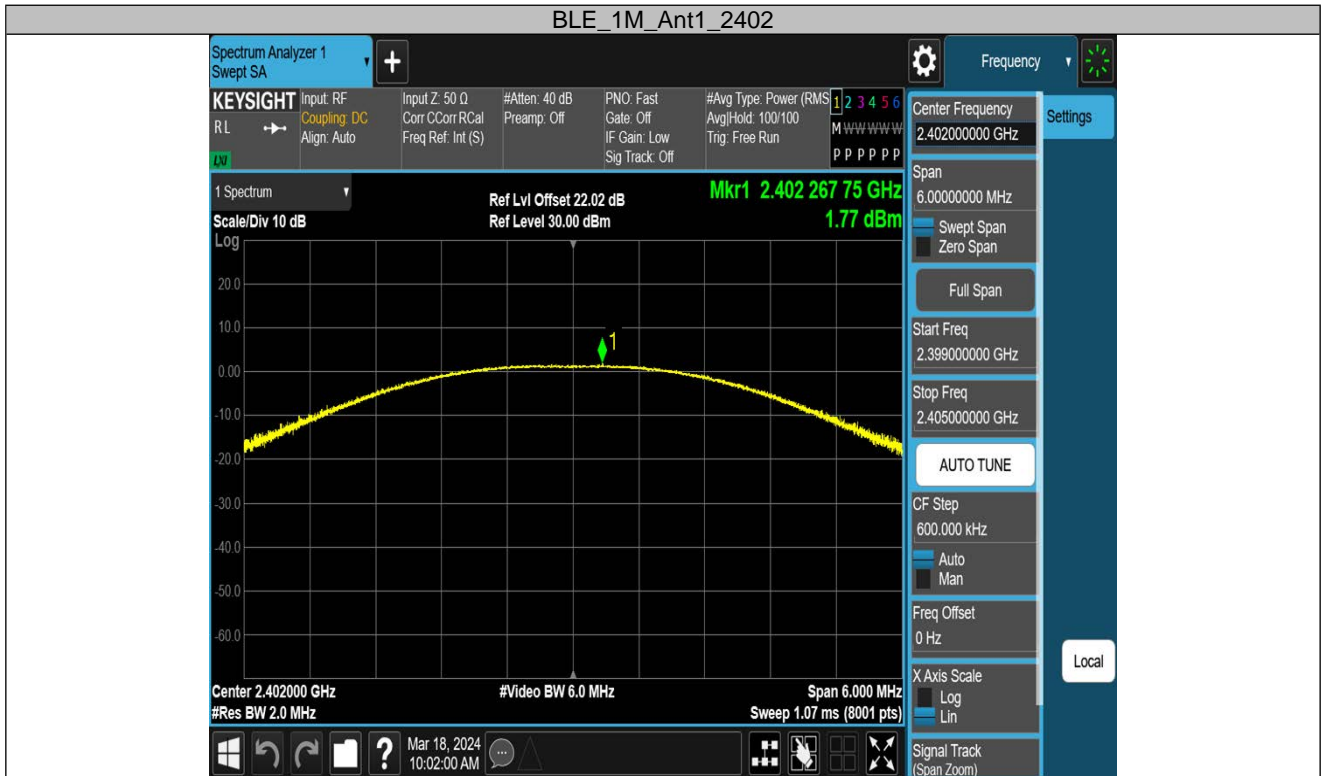 BLE_1M_Ant1_2402
Spectrum Analyzer 1
Swept SA
+
Frequency
KEYSIGHT
RL
LXI
Input: RF
Coupling: DC
Align: Auto
Input Z: 50 Ω
Corr CCorr RCal
Freq Ref: Int (S)
#Atten: 40 dB
Preamp: Off
PNO: Fast
Gate: Off
IF Gain: Low
Sig Track: Off
#Avg Type: Power (RMS
Avg|Hold: 100/100
Trig: Free Run
1 2 3 4 5 6
M W W W W W
P P P P P P
1 Spectrum
Scale/Div 10 dB
Log
Ref Lvl Offset 22.02 dB
Ref Level 30.00 dBm
Mkr1 2.402 267 75 GHz
1.77 dBm
20.0
10.0
0.00
-10.0
-20.0
-30.0
-40.0
-50.0
-60.0
1
Center 2.402000 GHz
#Res BW 2.0 MHz
#Video BW 6.0 MHz
Span 6.000 MHz
Sweep 1.07 ms (8001 pts)
Center Frequency
2.402000000 GHz
Settings
Span
6.00000000 MHz
Swept Span
Zero Span
Full Span
Start Freq
2.399000000 GHz
Stop Freq
2.405000000 GHz
AUTO TUNE
CF Step
600.000 kHz
Auto
Man
Freq Offset
0 Hz
X Axis Scale
Log
Lin
Local
Signal Track
(Span Zoom)
?
Mar 18, 2024
10:02:00 AM